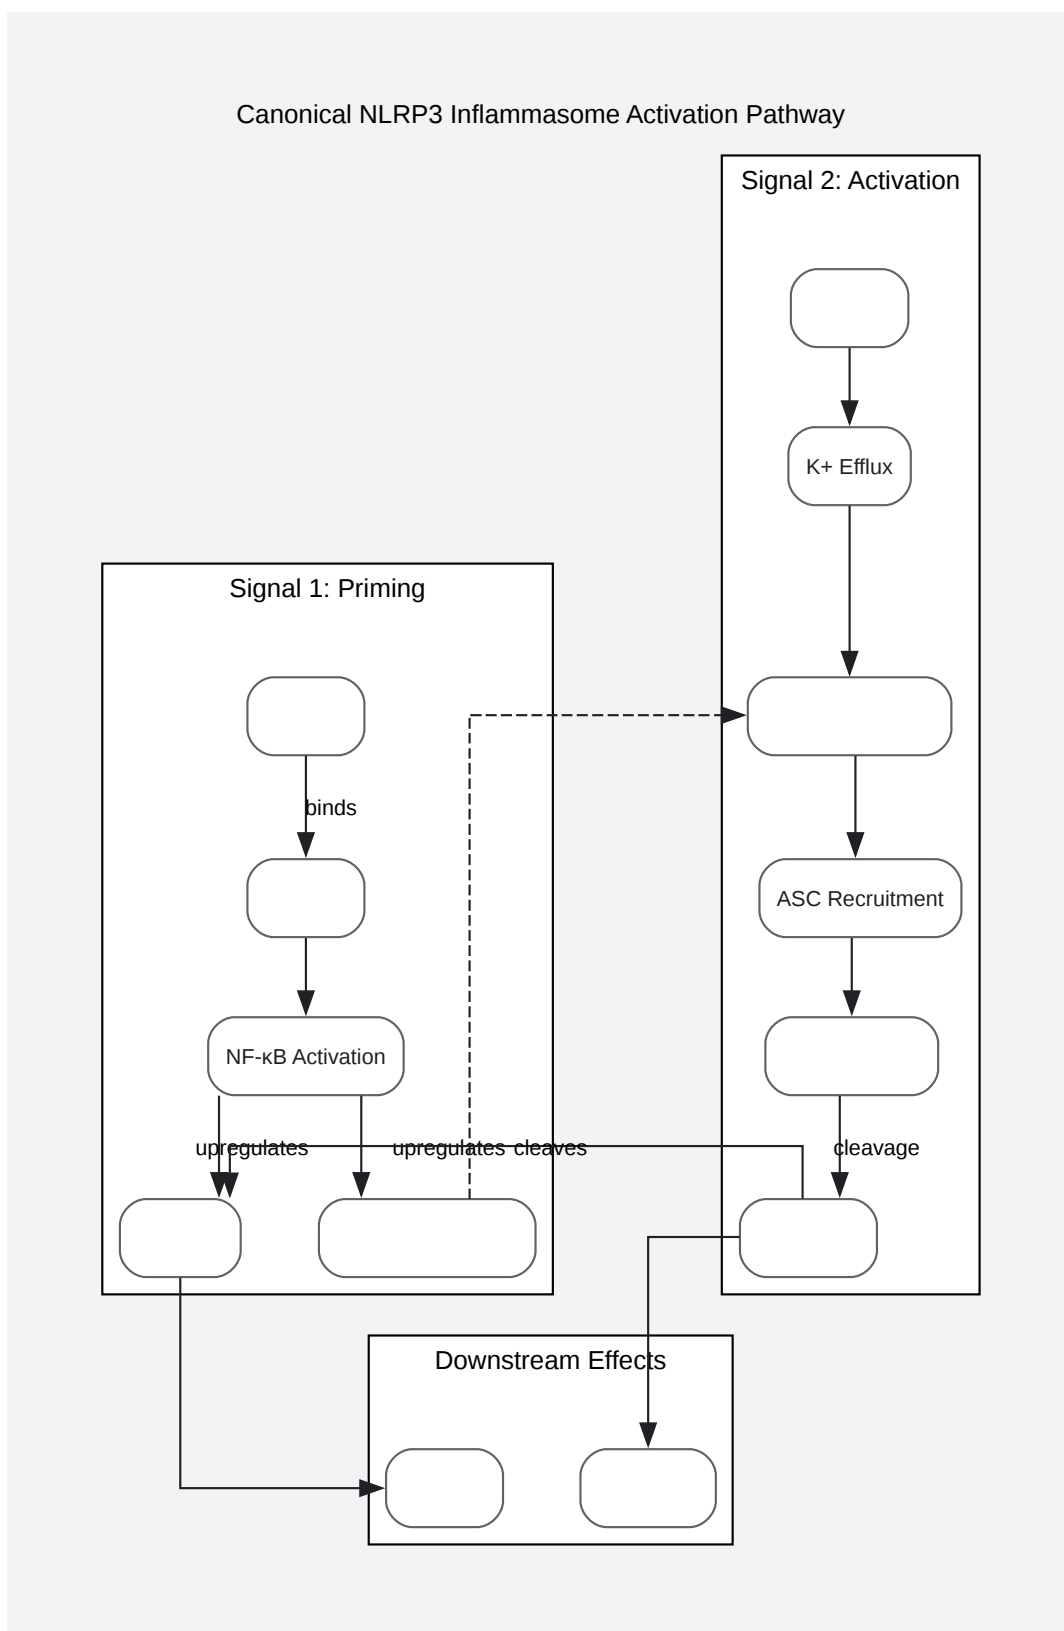 Canonical NLRP3 Inflammasome Activation Pathway
Signal 2: Activation
K+ Efflux
Signal 1: Priming
binds
ASC Recruitment
NF-κB Activation
upregulates
upregulates
cleaves
cleavage
Downstream Effects